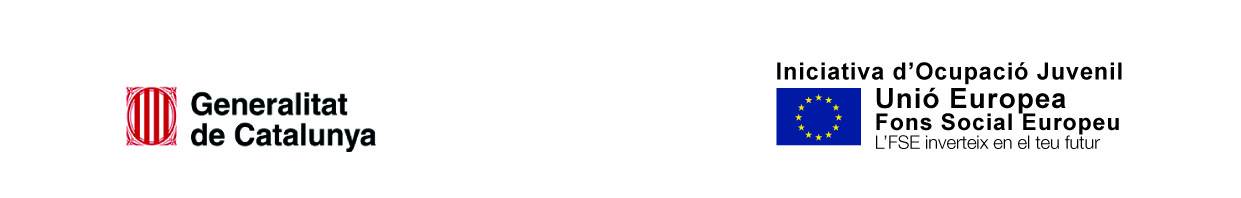 Generalitat
de Catalunya
Iniciativa d’Ocupació Juvenil
Unió Europea
Fons Social Europeu
L’FSE inverteix en el teu futur